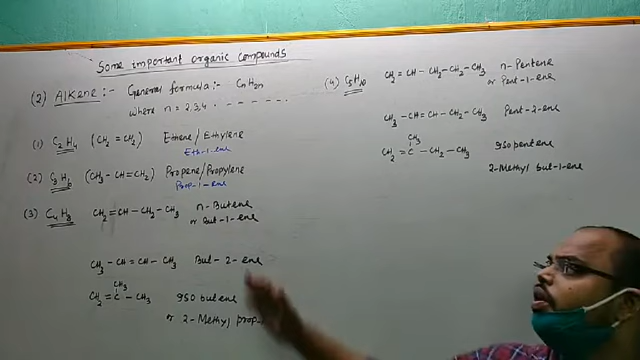 Some important organic compounds
(2) Alkene :- General formula :- CnH2n
where n = 2,3,4 - - - - - - -
(1) C2H4 (CH2 = CH2) Ethene/Ethylene
Eth-1-ene
(2) C3H6 (CH3-CH=CH2) Propene/Propylene
Prop-1-ene
(3) C4H8 CH2=CH-CH2-CH3 n-Butene
or But-1-ene
CH3-CH=CH-CH3 But-2-ene
CH3
CH2=C-CH3 iso butene
or 2-Methyl prop-
(4) C5H10 CH2=CH-CH2-CH2-CH3 n-Pentene
or Pent-1-ene
CH3-CH=CH-CH2-CH3 Pent-2-ene
CH3
CH2=C-CH2-CH3 iso pentene
2-Methyl but-1-ene